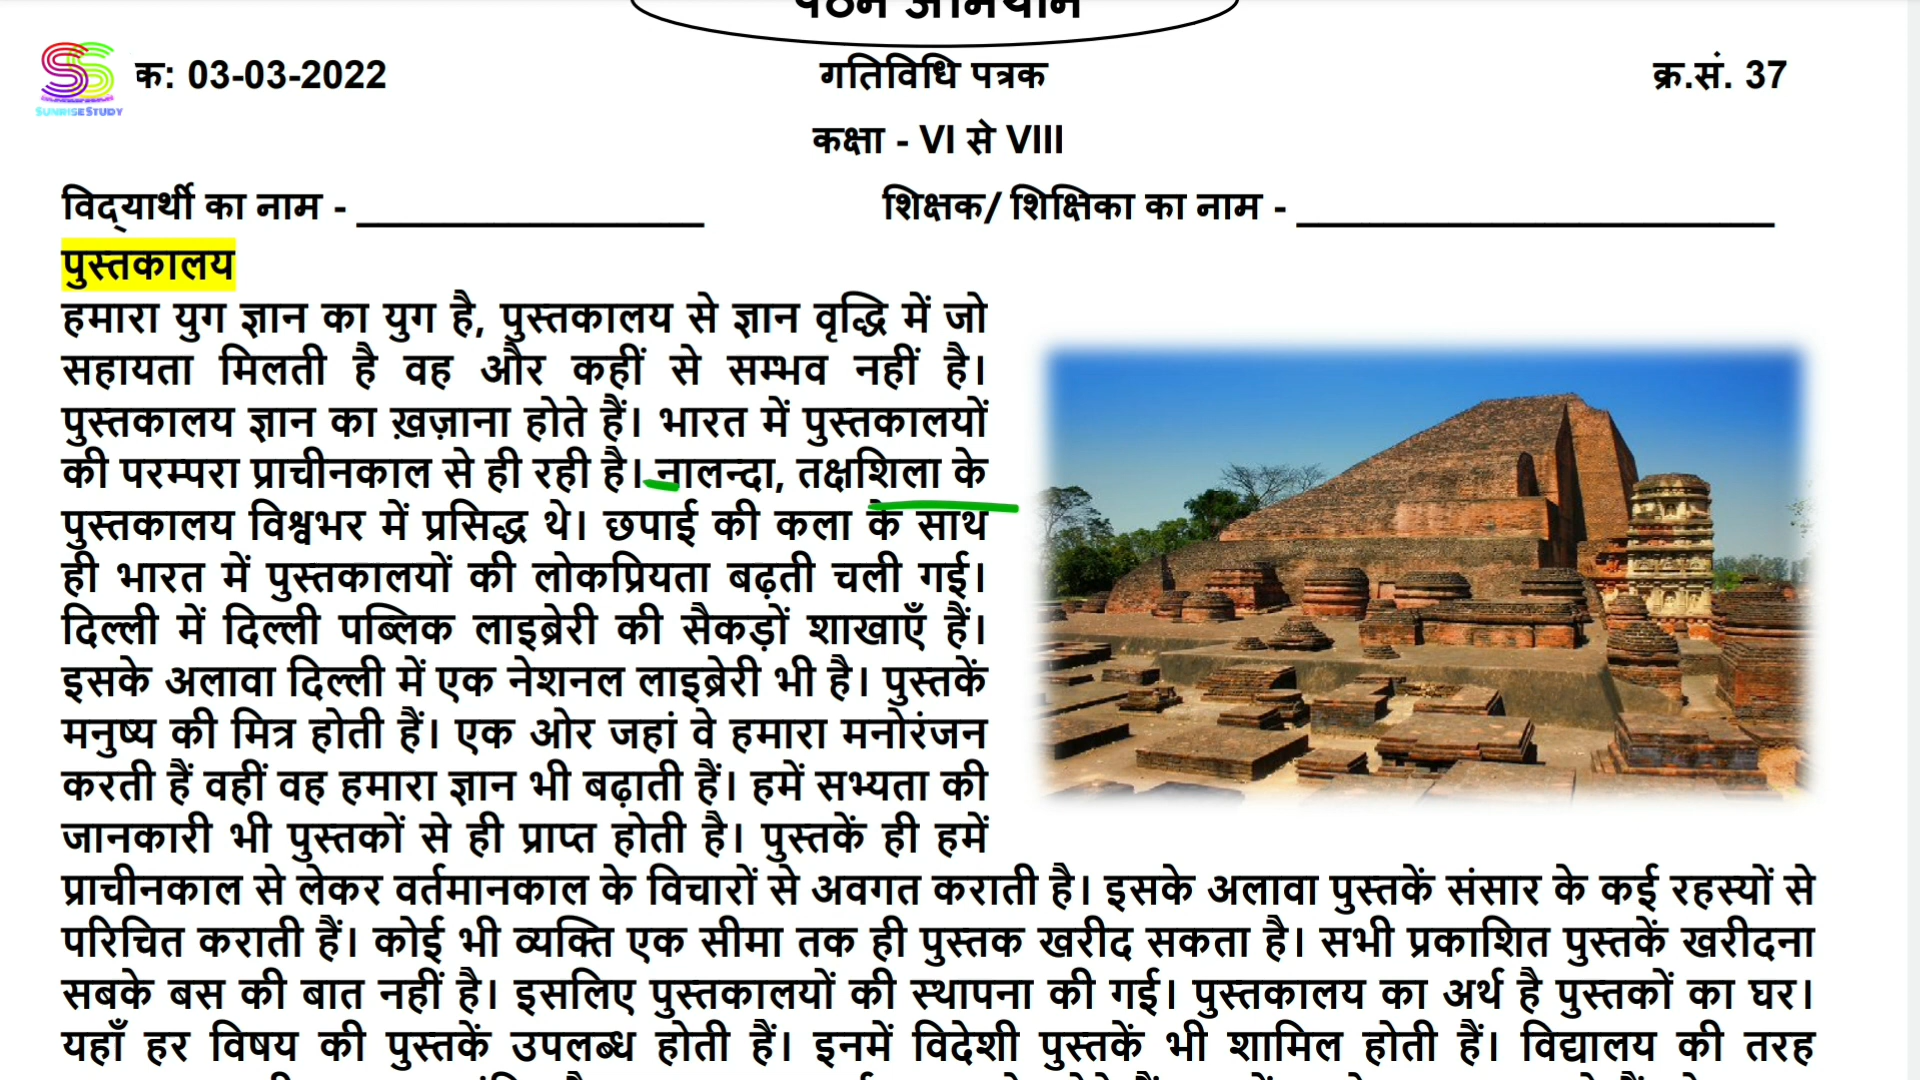 पठन अभियान
SUNRISE STUDY
क: 03-03-2022
गतिविधि पत्रक
क्र.सं. 37
कक्षा - VI से VIII
विद्यार्थी का नाम -
शिक्षक/ शिक्षिका का नाम -
पुस्तकालय
हमारा युग ज्ञान का युग है, पुस्तकालय से ज्ञान वृद्धि में जो
सहायता मिलती है वह और कहीं से सम्भव नहीं है।
पुस्तकालय ज्ञान का ख़ज़ाना होते हैं। भारत में पुस्तकालयों
की परम्परा प्राचीनकाल से ही रही है। नालन्दा, तक्षशिला के
पुस्तकालय विश्वभर में प्रसिद्ध थे। छपाई की कला के साथ
ही भारत में पुस्तकालयों की लोकप्रियता बढ़ती चली गई।
दिल्ली में दिल्ली पब्लिक लाइब्रेरी की सैकड़ों शाखाएँ हैं।
इसके अलावा दिल्ली में एक नेशनल लाइब्रेरी भी है। पुस्तकें
मनुष्य की मित्र होती हैं। एक ओर जहां वे हमारा मनोरंजन
करती हैं वहीं वह हमारा ज्ञान भी बढ़ाती हैं। हमें सभ्यता की
जानकारी भी पुस्तकों से ही प्राप्त होती है। पुस्तकें ही हमें
प्राचीनकाल से लेकर वर्तमानकाल के विचारों से अवगत कराती है। इसके अलावा पुस्तकें संसार के कई रहस्यों से
परिचित कराती हैं। कोई भी व्यक्ति एक सीमा तक ही पुस्तक खरीद सकता है। सभी प्रकाशित पुस्तकें खरीदना
सबके बस की बात नहीं है। इसलिए पुस्तकालयों की स्थापना की गई। पुस्तकालय का अर्थ है पुस्तकों का घर।
यहाँ हर विषय की पुस्तकें उपलब्ध होती हैं। इनमें विदेशी पुस्तकें भी शामिल होती हैं। विद्यालय की तरह